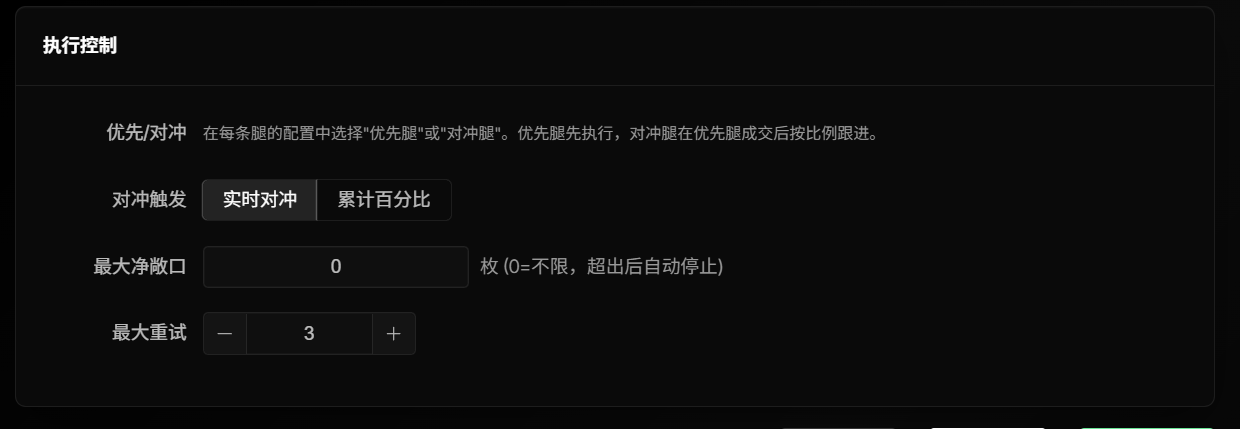 执行控制
优先/对冲 在每条腿的配置中选择"优先腿"或"对冲腿"。优先腿先执行，对冲腿在优先腿成交后按比例跟进。
对冲触发 实时对冲 累计百分比
最大净敞口 0 枚 (0=不限，超出后自动停止)
最大重试 — 3 +